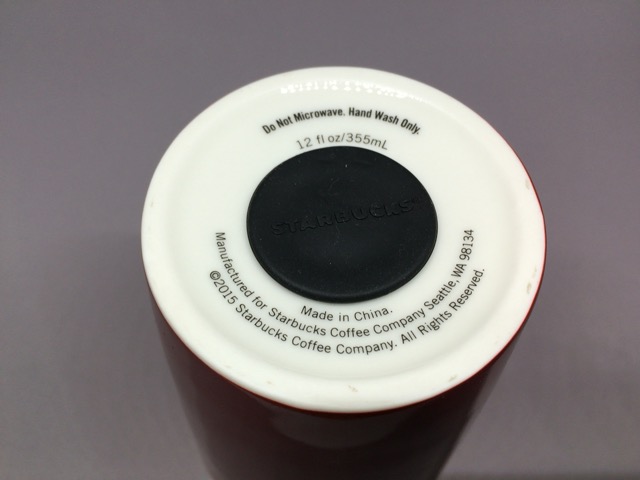 Do Not Microwave. Hand Wash Only.
12 fl oz/355mL
STARBUCKS
Made in China.
Manufactured for Starbucks Coffee Company Seattle, WA 98134
©2015 Starbucks Coffee Company. All Rights Reserved.